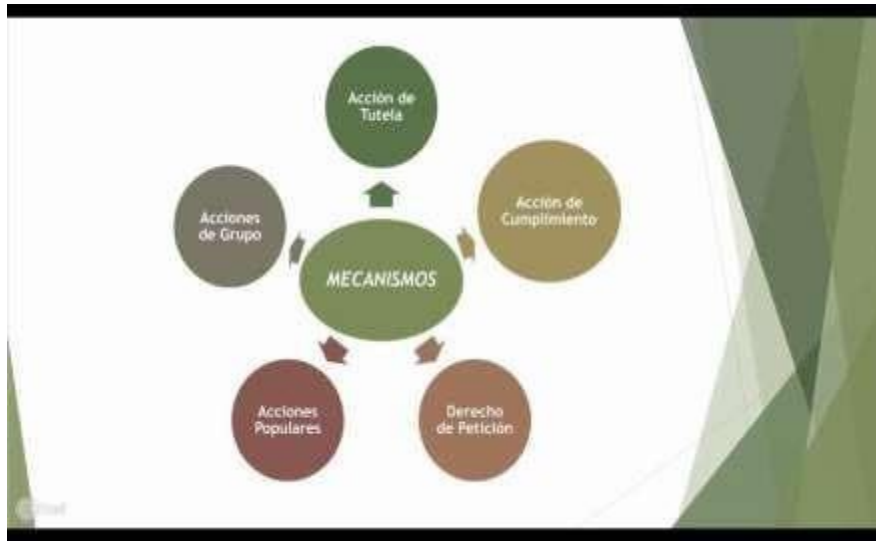 Acción de
Tutela
Acciones
de Grupo
Acción de
Cumplimiento
MECANISMOS
Acciones
Populares
Derecho
de Petición